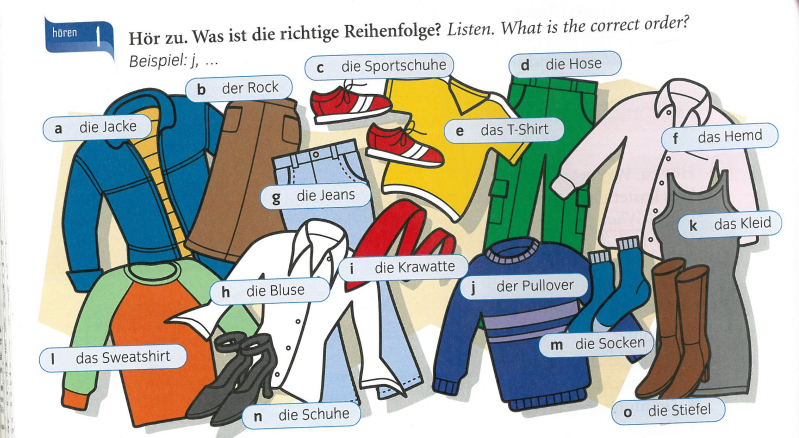 hören 1
Hör zu. Was ist die richtige Reihenfolge? Listen. What is the correct order?
Beispiel: j, ...
c die Sportschuhe
d die Hose
b der Rock
a die Jacke
e das T-Shirt
f das Hemd
g die Jeans
k das Kleid
i die Krawatte
h die Bluse
j der Pullover
m die Socken
l das Sweatshirt
n die Schuhe
o die Stiefel